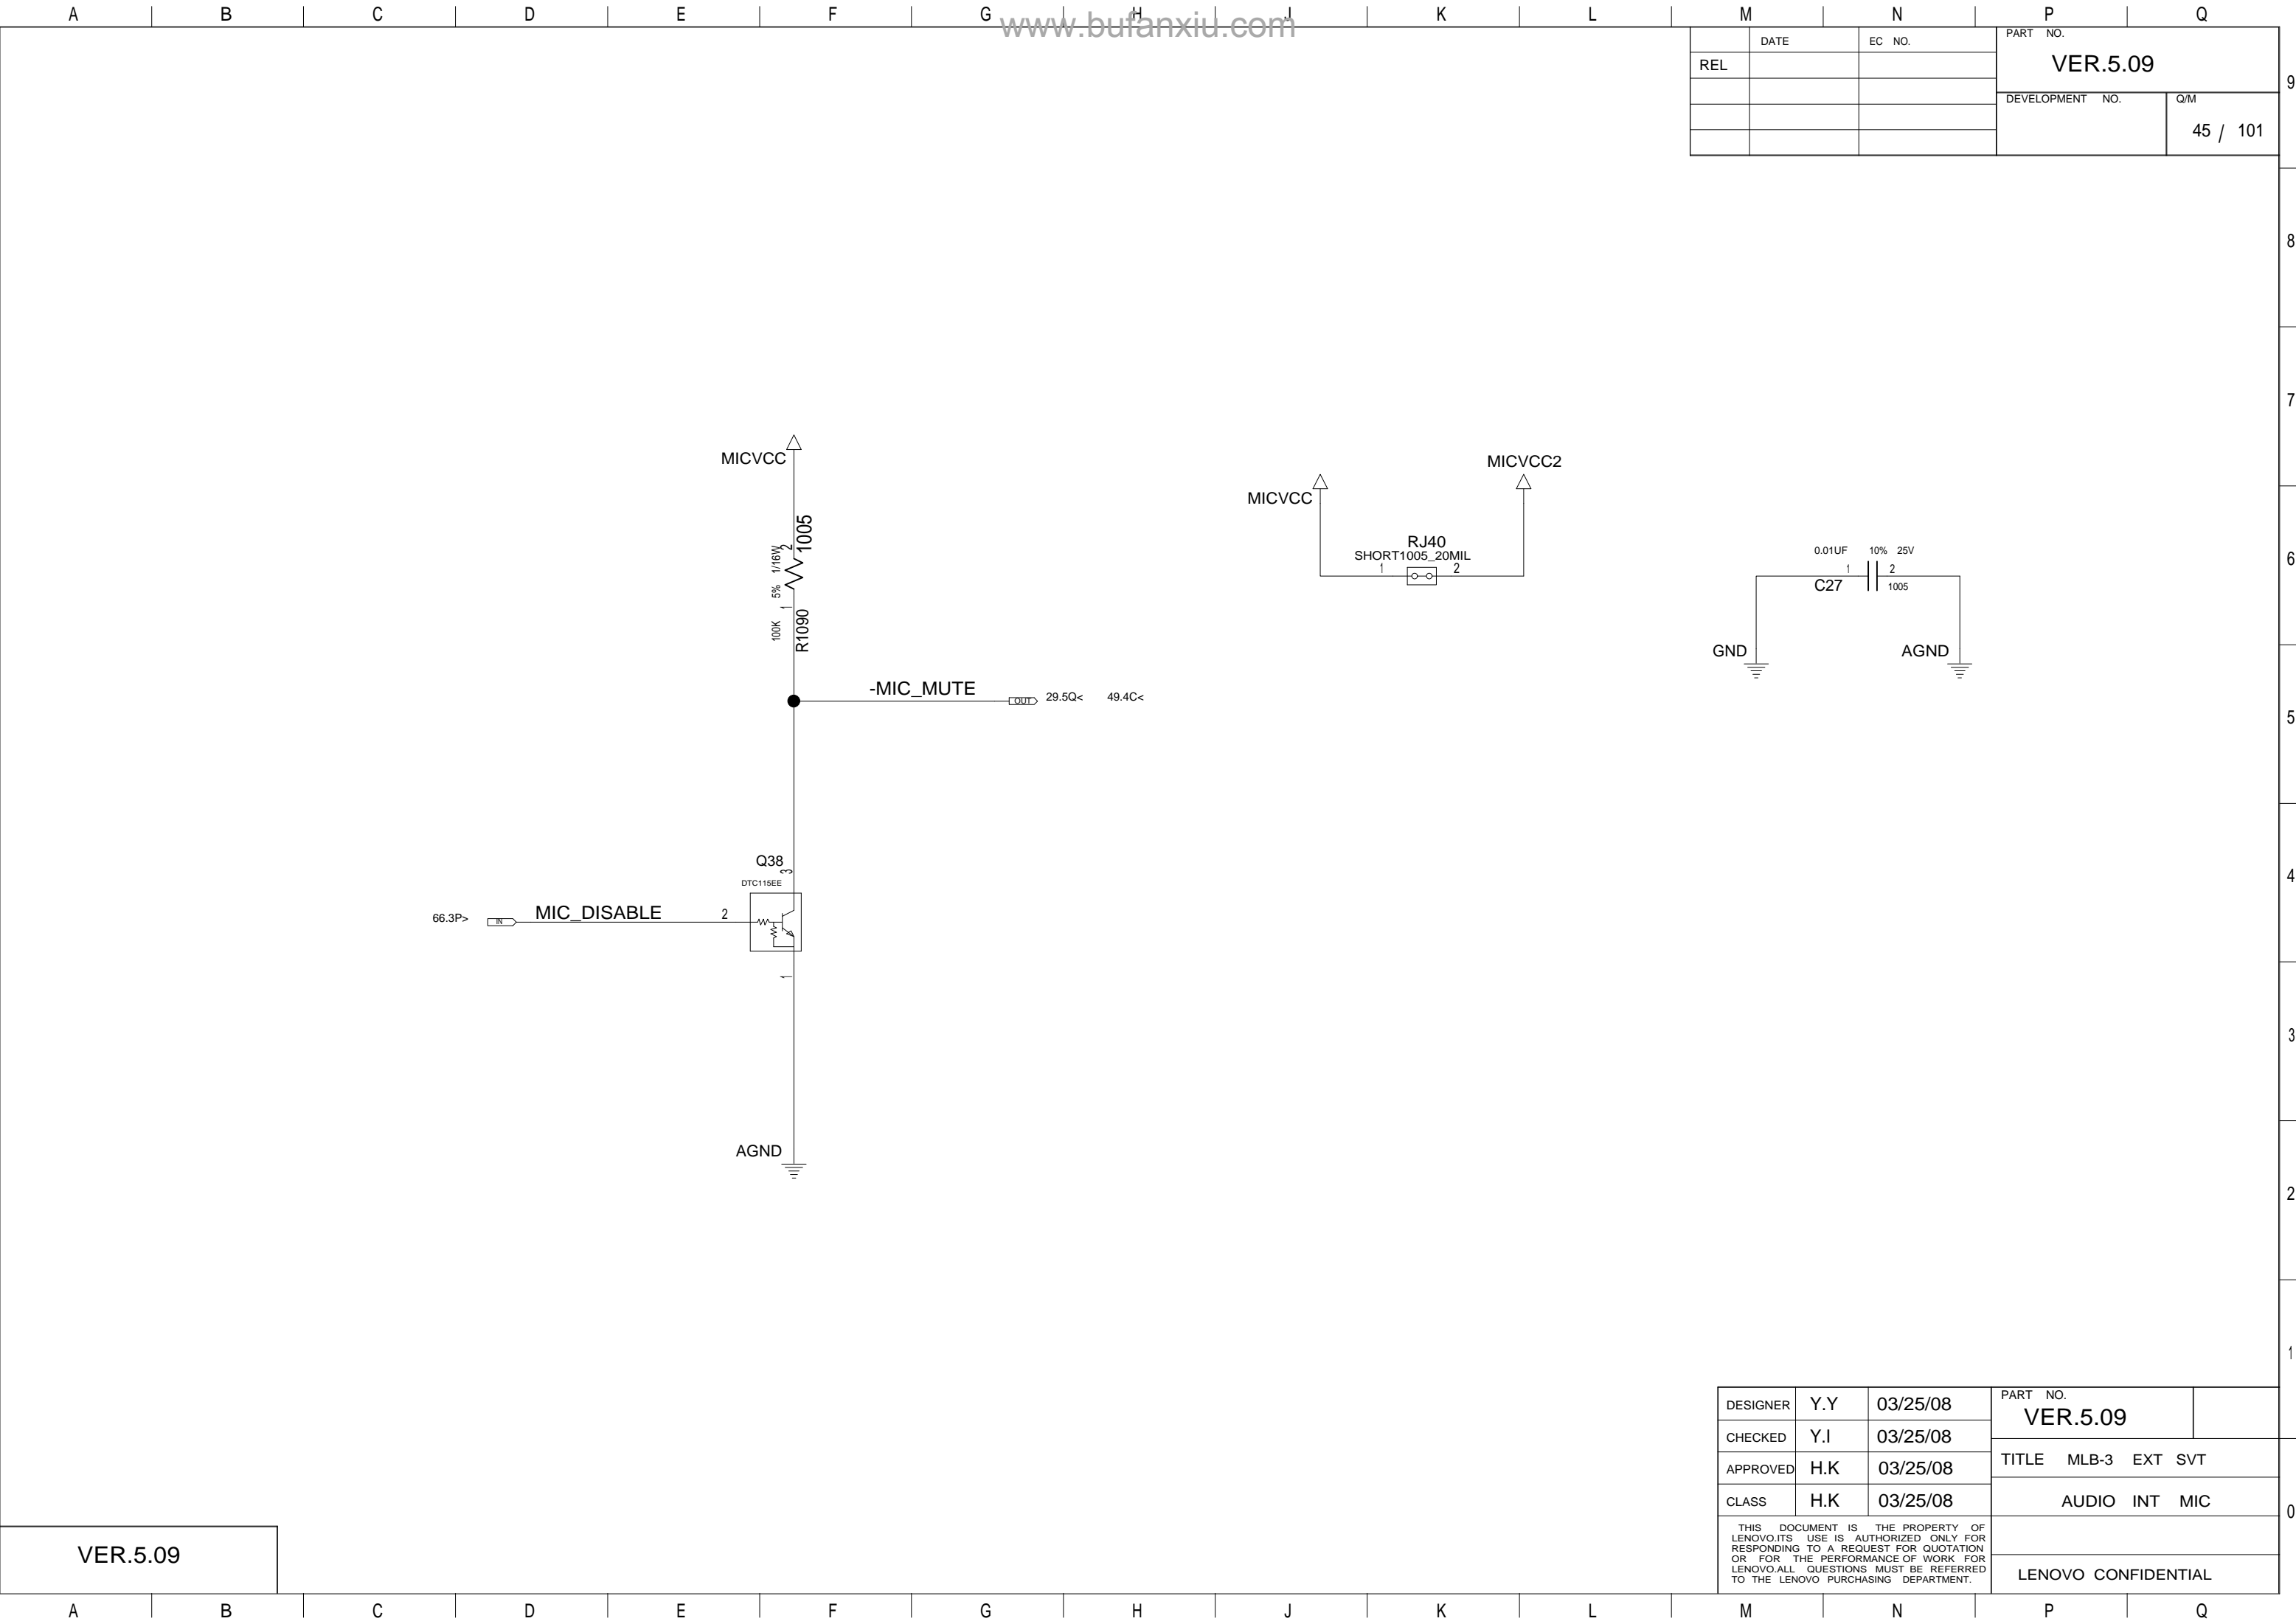 A B C D E F G H J K L M N P Q
www.bufanxiu.com
DATE EC NO.
REL
PART NO.
VER.5.09
DEVELOPMENT NO.
Q/M
45 / 101
9
8
7
6
5
4
3
2
1
0
MICVCC
1005
2
100K 5% 1/16W
1
R1090
-MIC_MUTE
OUT
29.5Q< 49.4C<
Q38
3
DTC115EE
66.3P>
IN
MIC_DISABLE
2
1
AGND
MICVCC
MICVCC2
RJ40
SHORT1005_20MIL
1 2
0.01UF 10% 25V
1 2
C27 1005
GND
AGND
DESIGNER Y.Y 03/25/08
CHECKED Y.I 03/25/08
APPROVED H.K 03/25/08
CLASS H.K 03/25/08
THIS DOCUMENT IS THE PROPERTY OF
LENOVO.ITS USE IS AUTHORIZED ONLY FOR
RESPONDING TO A REQUEST FOR QUOTATION
OR FOR THE PERFORMANCE OF WORK FOR
LENOVO.ALL QUESTIONS MUST BE REFERRED
TO THE LENOVO PURCHASING DEPARTMENT.
PART NO.
VER.5.09
TITLE MLB-3 EXT SVT
AUDIO INT MIC
LENOVO CONFIDENTIAL
VER.5.09
A B C D E F G H J K L M N P Q